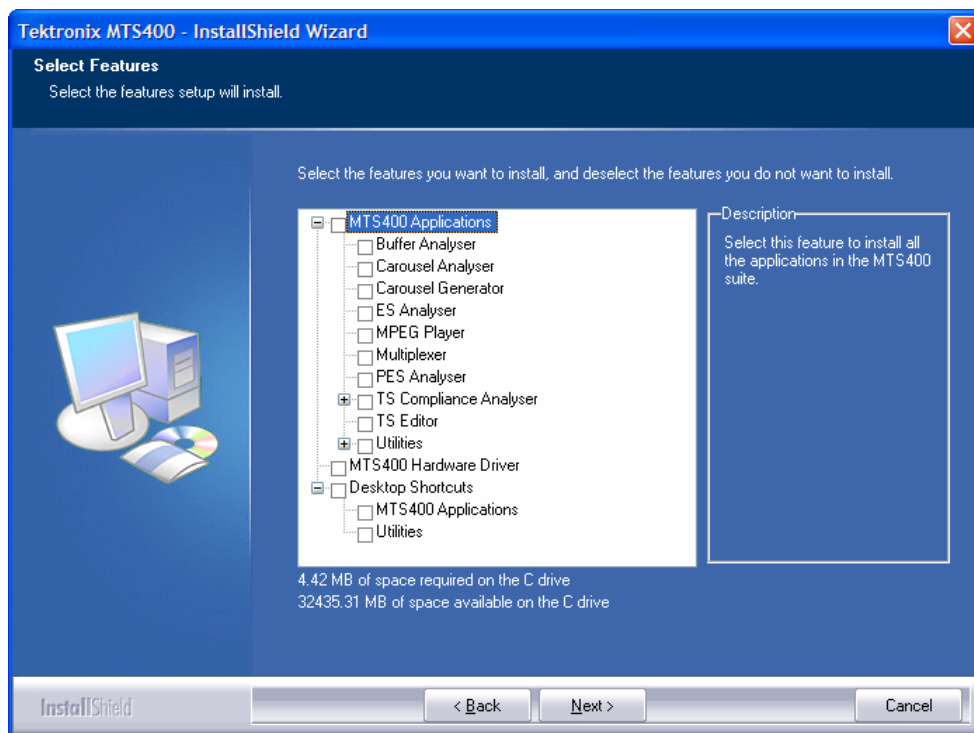 Tektronix MTS400 - InstallShield Wizard
Select Features
Select the features setup will install.
Select the features you want to install, and deselect the features you do not want to install.
MTS400 Applications
Buffer Analyser
Carousel Analyser
Carousel Generator
ES Analyser
MPEG Player
Multiplexer
PES Analyser
TS Compliance Analyser
TS Editor
Utilities
MTS400 Hardware Driver
Desktop Shortcuts
MTS400 Applications
Utilities
Description
Select this feature to install all
the applications in the MTS400
suite.
4.42 MB of space required on the C drive
32435.31 MB of space available on the C drive
InstallShield
< Back
Next >
Cancel